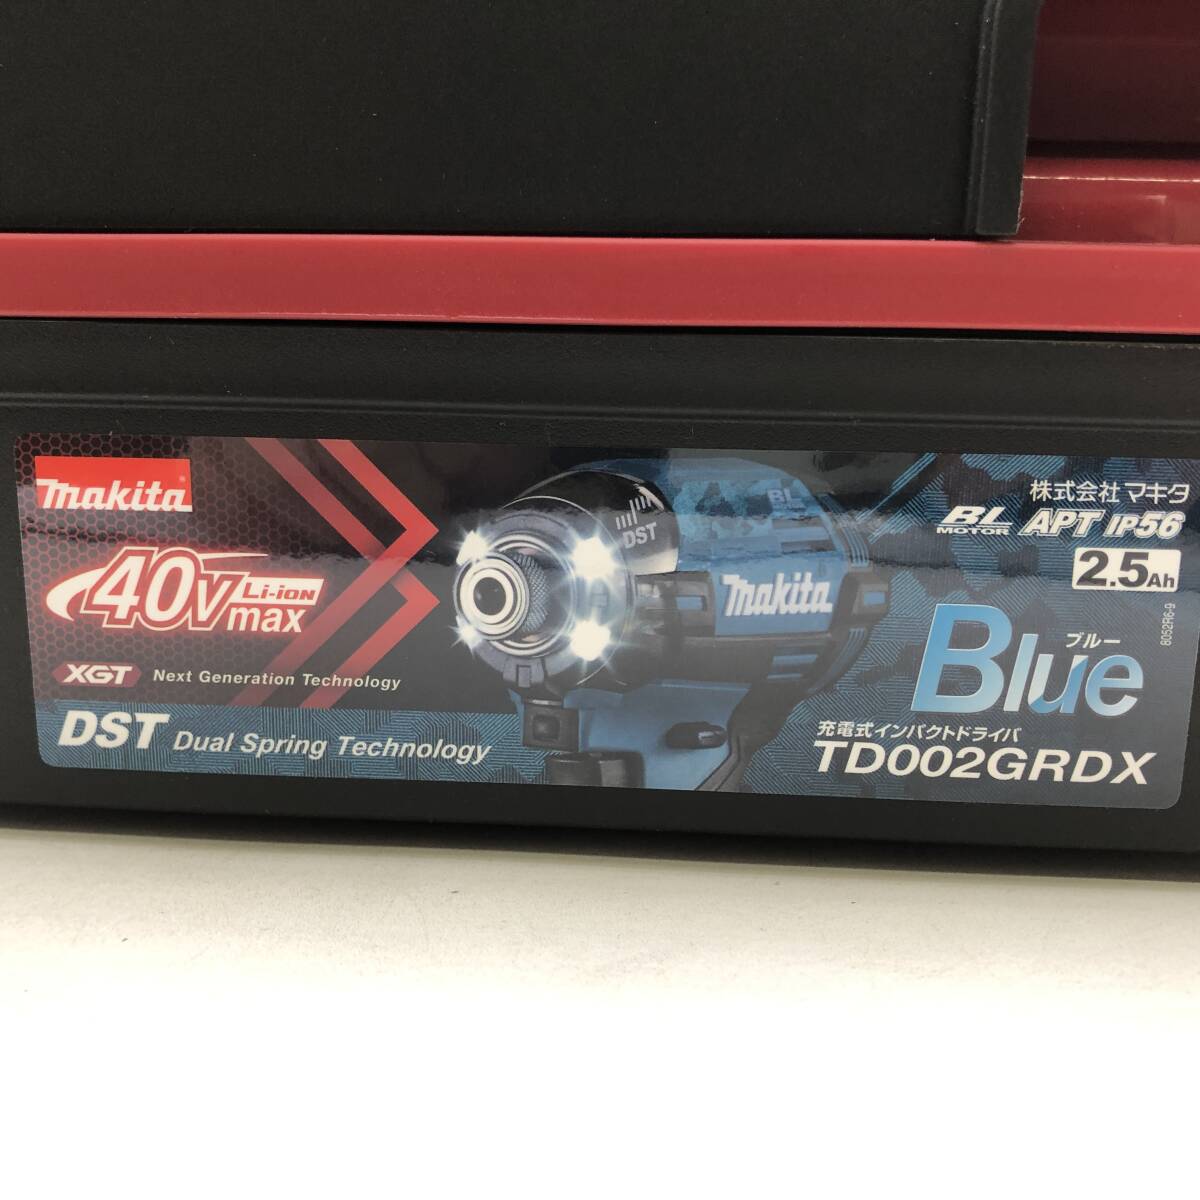 makita
40Vmax Li-ion
XGT Next Generation Technology
DST Dual Spring Technology
DST
BL
makita
株式会社マキタ
BL MOTOR APT IP56
2.5Ah
Blue
ブルー
8052R6-9
充電式インパクトドライバ
TD002GRDX